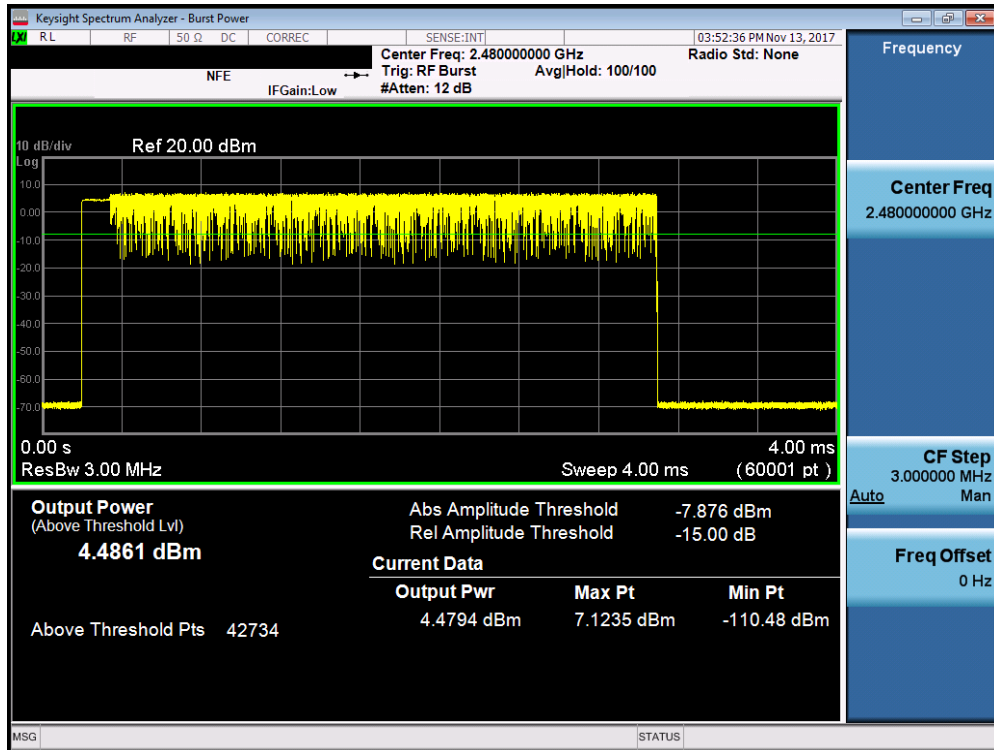 Keysight Spectrum Analyzer - Burst Power
LXI RL RF 50 Ω DC CORREC SENSE:INT 03:52:36 PM Nov 13, 2017
Center Freq: 2.480000000 GHz Radio Std: None
NFE Trig: RF Burst Avg|Hold: 100/100
IFGain:Low #Atten: 12 dB
Frequency
10 dB/div Ref 20.00 dBm
Log
10.0
0.00
-10.0
-20.0
-30.0
-40.0
-50.0
-60.0
-70.0
0.00 s 4.00 ms
ResBw 3.00 MHz Sweep 4.00 ms (60001 pt )
Center Freq
2.480000000 GHz
CF Step
3.000000 MHz
Auto Man
Freq Offset
0 Hz
Output Power
(Above Threshold Lvl)
4.4861 dBm
Above Threshold Pts 42734
Abs Amplitude Threshold -7.876 dBm
Rel Amplitude Threshold -15.00 dB
Current Data
Output Pwr Max Pt Min Pt
4.4794 dBm 7.1235 dBm -110.48 dBm
MSG STATUS